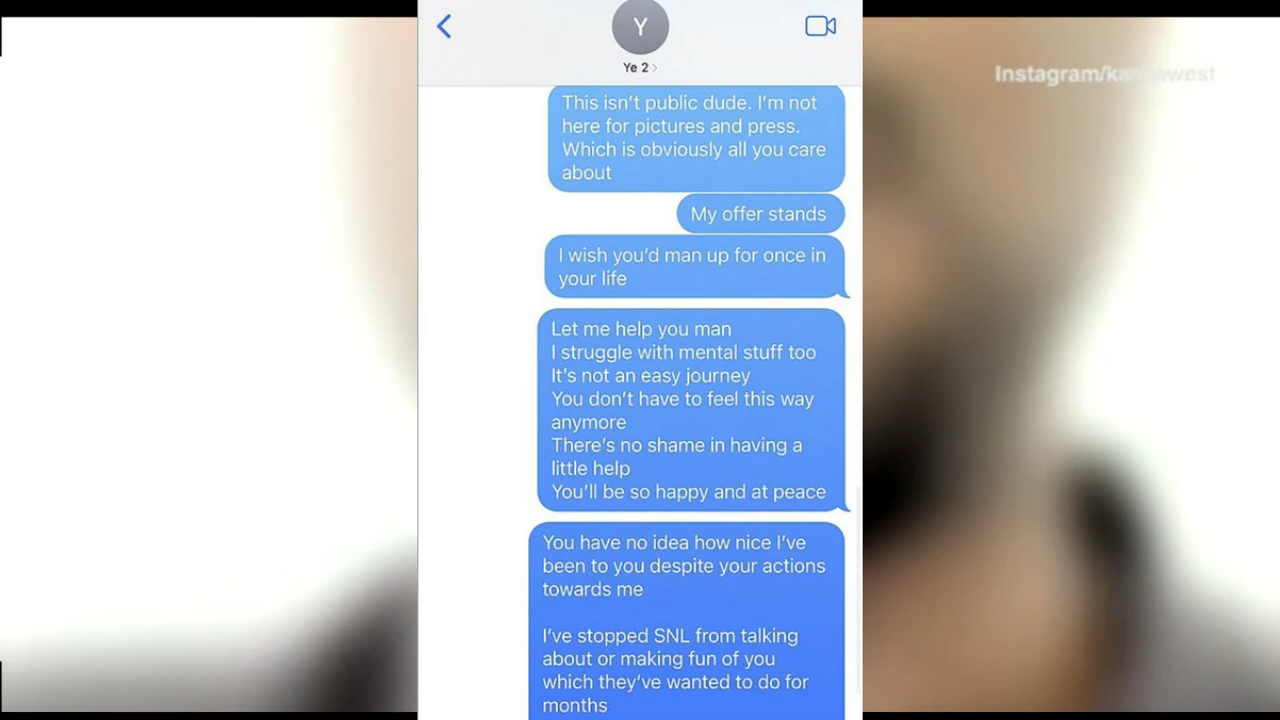 Y
Ye 2
Instagram/kanyewest
This isn't public dude. I'm not
here for pictures and press.
Which is obviously all you care
about
My offer stands
I wish you'd man up for once in
your life
Let me help you man
I struggle with mental stuff too
It's not an easy journey
You don't have to feel this way
anymore
There's no shame in having a
little help
You'll be so happy and at peace
You have no idea how nice I've
been to you despite your actions
towards me
I've stopped SNL from talking
about or making fun of you
which they've wanted to do for
months